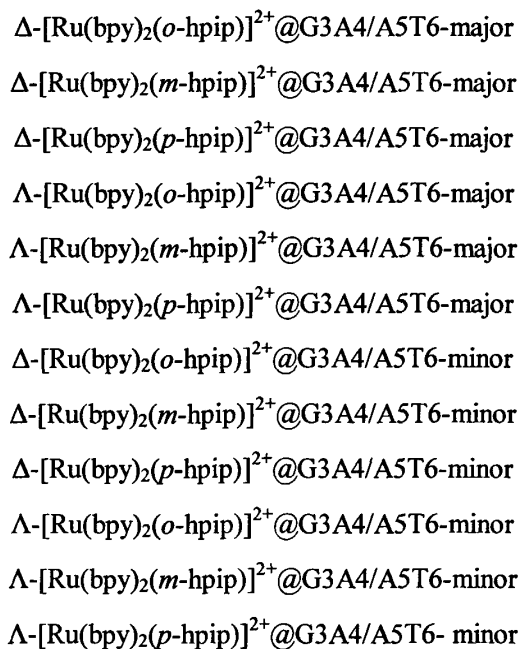 Δ-[Ru(bpy)₂(o-hpip)]²⁺@G3A4/A5T6-major
Δ-[Ru(bpy)₂(m-hpip)]²⁺@G3A4/A5T6-major
Δ-[Ru(bpy)₂(p-hpip)]²⁺@G3A4/A5T6-major
Λ-[Ru(bpy)₂(o-hpip)]²⁺@G3A4/A5T6-major
Λ-[Ru(bpy)₂(m-hpip)]²⁺@G3A4/A5T6-major
Λ-[Ru(bpy)₂(p-hpip)]²⁺@G3A4/A5T6-major
Δ-[Ru(bpy)₂(o-hpip)]²⁺@G3A4/A5T6-minor
Δ-[Ru(bpy)₂(m-hpip)]²⁺@G3A4/A5T6-minor
Δ-[Ru(bpy)₂(p-hpip)]²⁺@G3A4/A5T6-minor
Λ-[Ru(bpy)₂(o-hpip)]²⁺@G3A4/A5T6-minor
Λ-[Ru(bpy)₂(m-hpip)]²⁺@G3A4/A5T6-minor
Λ-[Ru(bpy)₂(p-hpip)]²⁺@G3A4/A5T6- minor